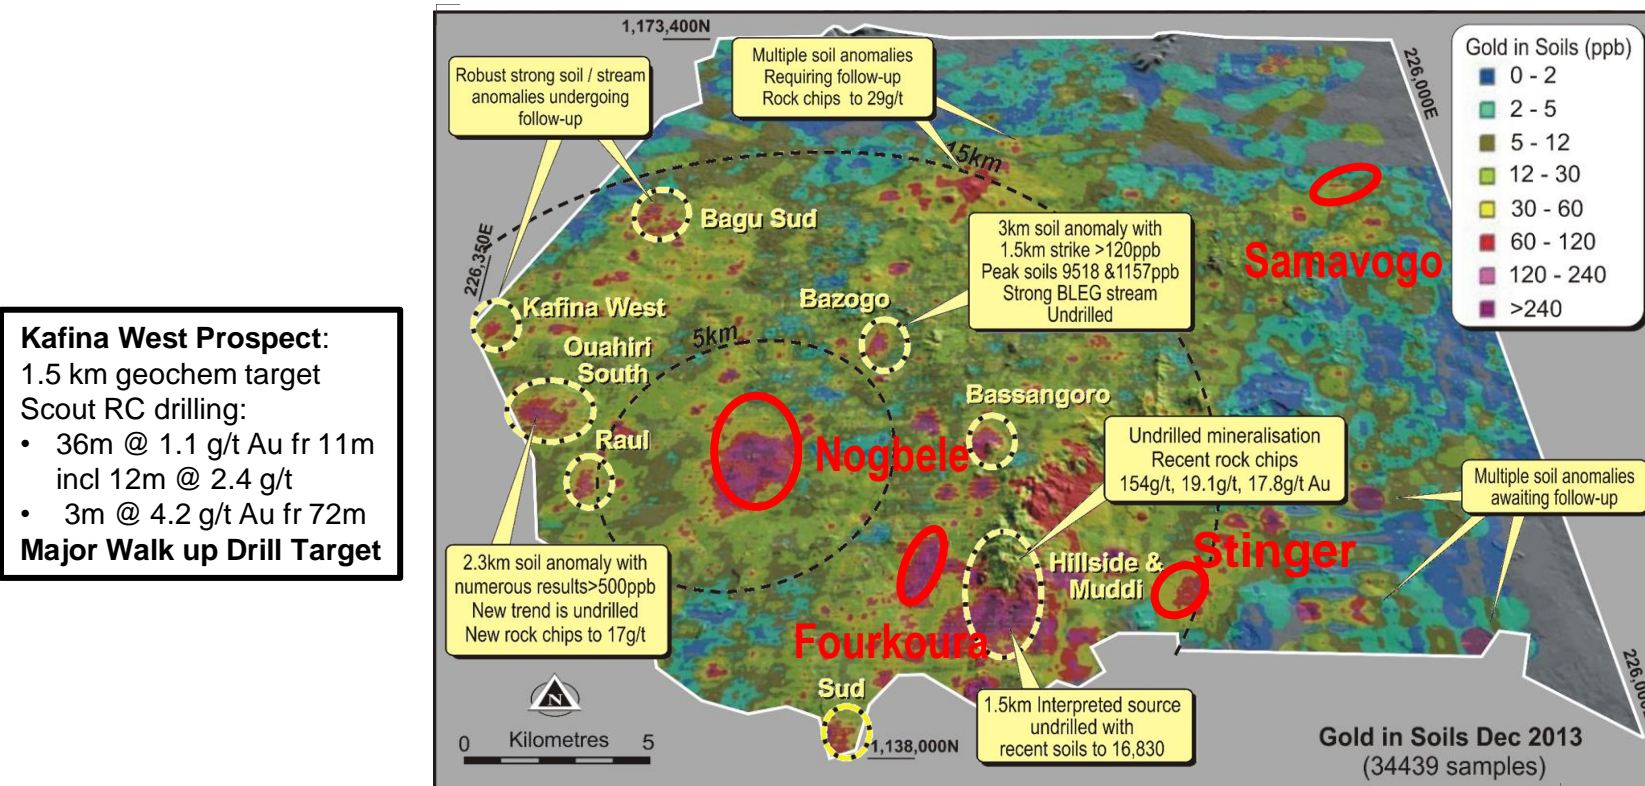 Kafina West Prospect:
1.5 km geochem target
Scout RC drilling:
• 36m @ 1.1 g/t Au fr 11m
incl 12m @ 2.4 g/t
• 3m @ 4.2 g/t Au fr 72m
Major Walk up Drill Target
1,173,400N
Robust strong soil / stream
anomalies undergoing
follow-up
Multiple soil anomalies
Requiring follow-up
Rock chips to 29g/t
226,000E
Gold in Soils (ppb)
0 - 2
2 - 5
5 - 12
12 - 30
30 - 60
60 - 120
120 - 240
>240
15km
Bagu Sud
226,350E
3km soil anomaly with
1.5km strike >120ppb
Peak soils 9518 &1157ppb
Strong BLEG stream
Undrilled
Samavogo
Kafina West
Bazogo
5km
Ouahiri
South
Bassangoro
Raul
Nogbele
Undrilled mineralisation
Recent rock chips
154g/t, 19.1g/t, 17.8g/t Au
Multiple soil anomalies
awaiting follow-up
2.3km soil anomaly with
numerous results>500ppb
New trend is undrilled
New rock chips to 17g/t
Hillside &
Muddi
Stinger
Fourkoura
Sud
1.5km Interpreted source
undrilled with
recent soils to 16,830
N
0 Kilometres 5
1,138,000N
Gold in Soils Dec 2013
(34439 samples)